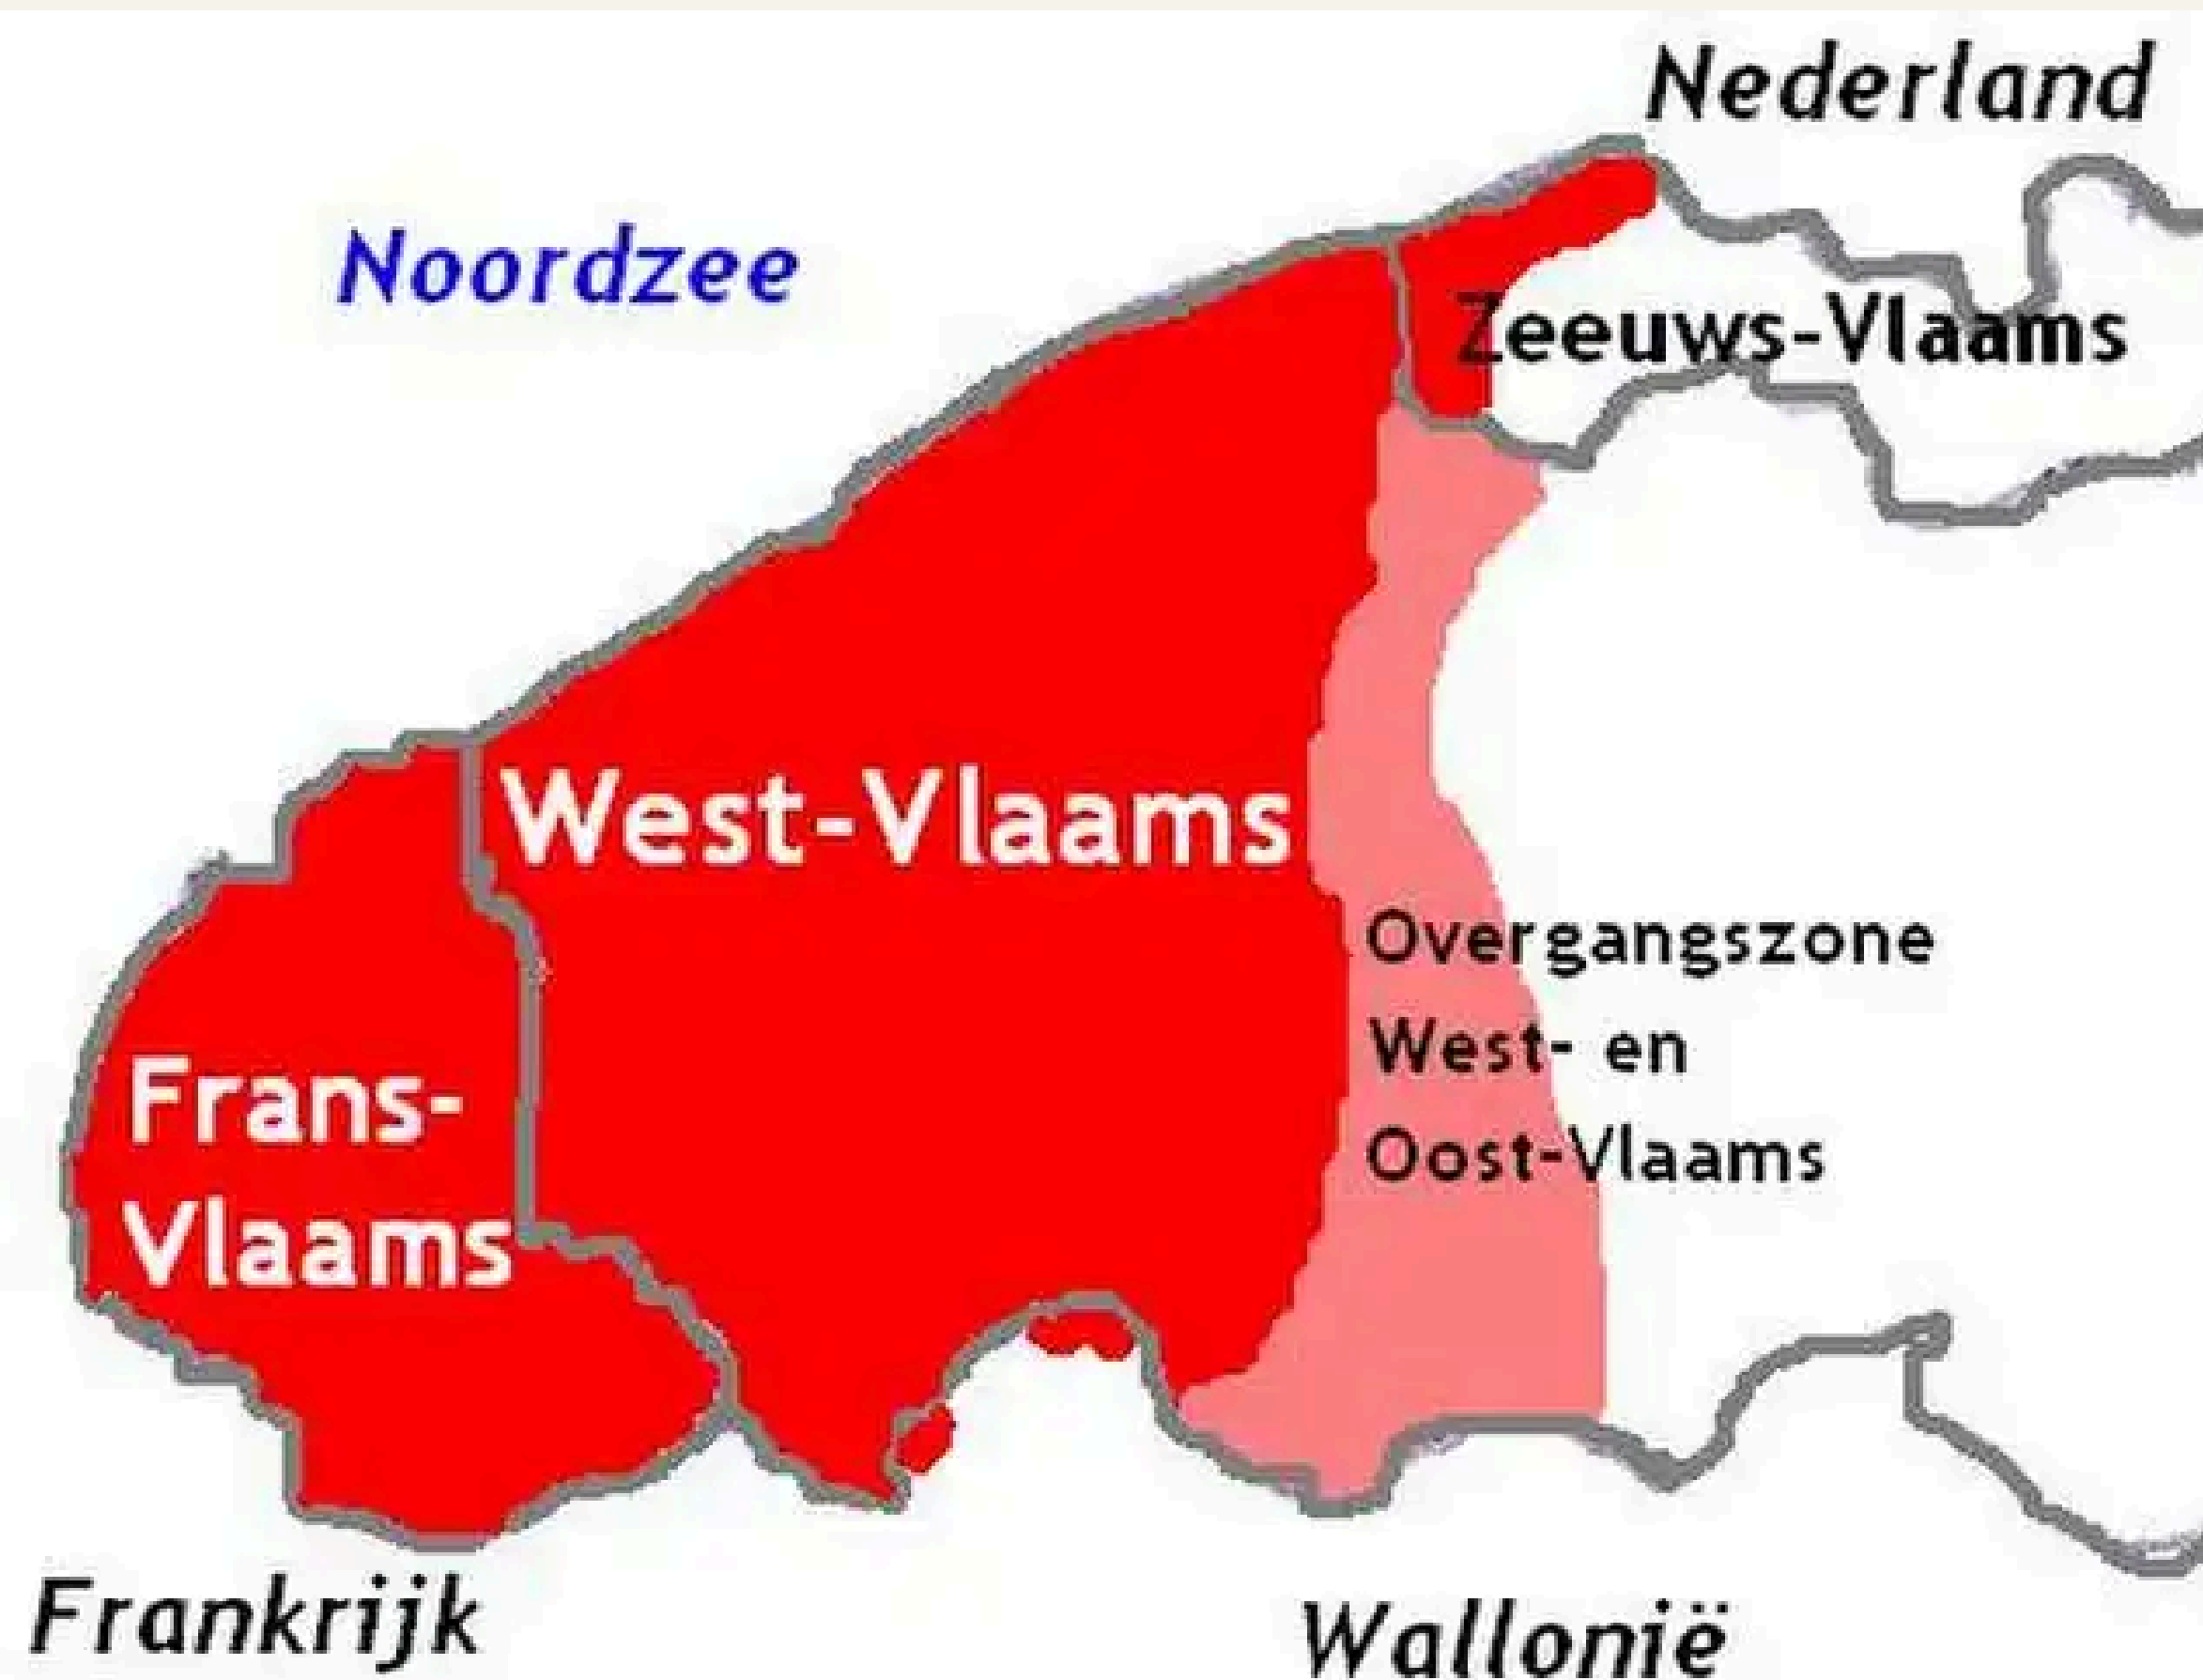 Nederland
Noordzee
Zeeuws-Vlaams
West-Vlaams
Overgangszone
West- en
Oost-Vlaams
Frans-
Vlaams
Frankrijk
Wallonië